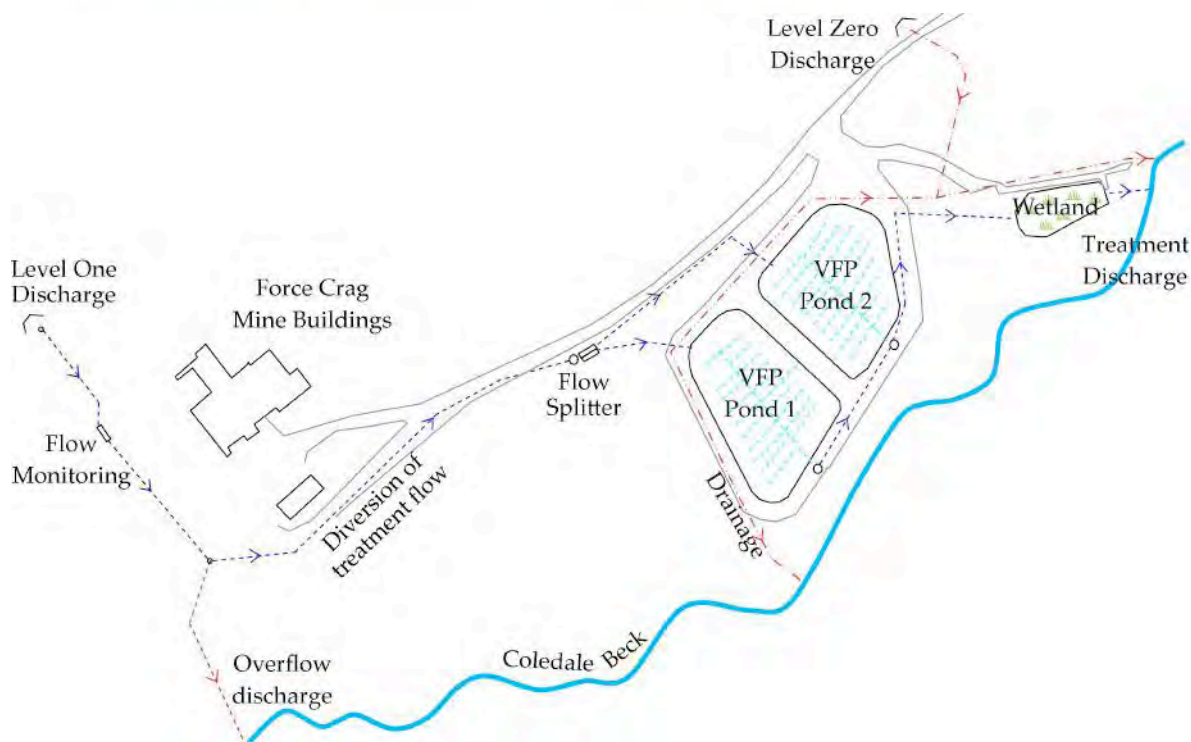 Level Zero
Discharge
Level One
Discharge
Force Crag
Mine Buildings
Wetland
Treatment
Discharge
VFP
Pond 2
Flow
Splitter
VFP
Pond 1
Flow
Monitoring
Diversion of
treatment flow
Drainage
Overflow
discharge
Coledale Beck